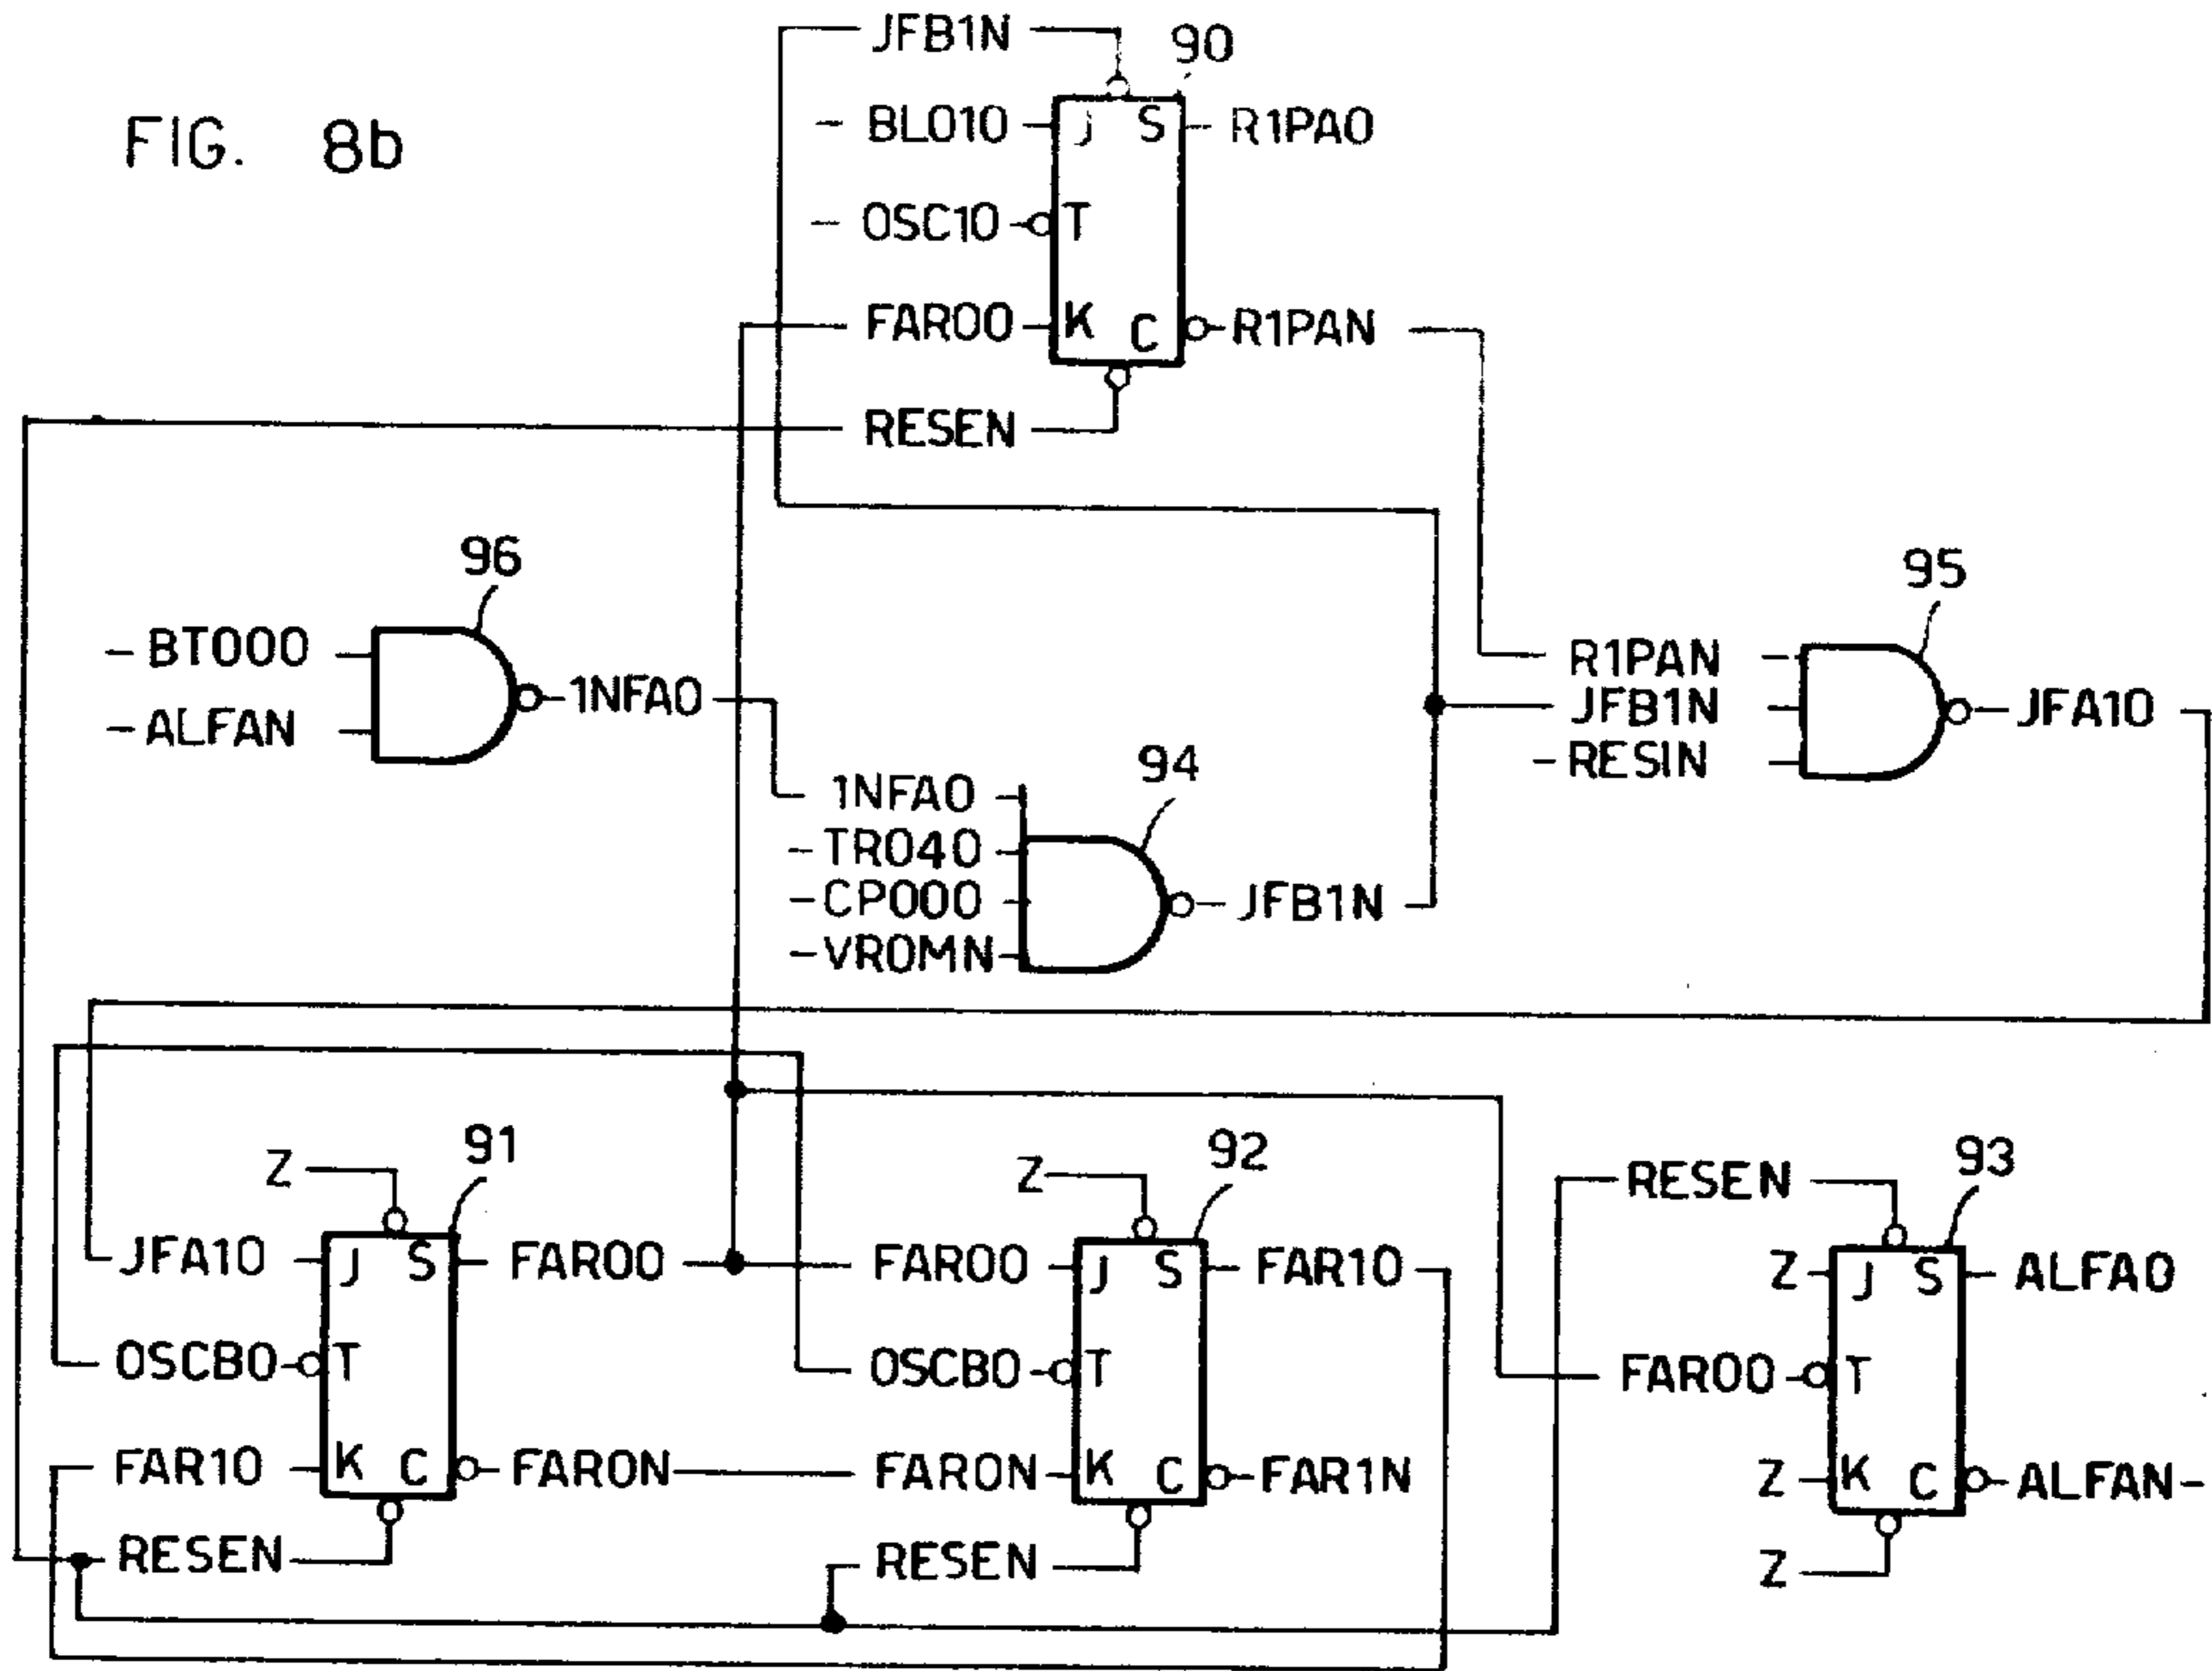 FIG. 8b
JFB1N
90
BL010 J S R1PA0
OSC10 T
FAR00 K C R1PAN
RESEN
96
BT000
1NFA0
ALFAN
95
R1PAN
JFB1N JFA10
RESIN
94
1NFA0
TR040
CP000 JFB1N
VROMN
91
Z
JFA10 J S FAR00
OSCB0 T
FAR10 K C FARON
RESEN
92
Z
FAR00 J S FAR10
OSCB0 T
FARON K C FAR1N
RESEN
93
RESEN
Z J S ALFA0
FAR00 T
Z K C ALFAN
Z